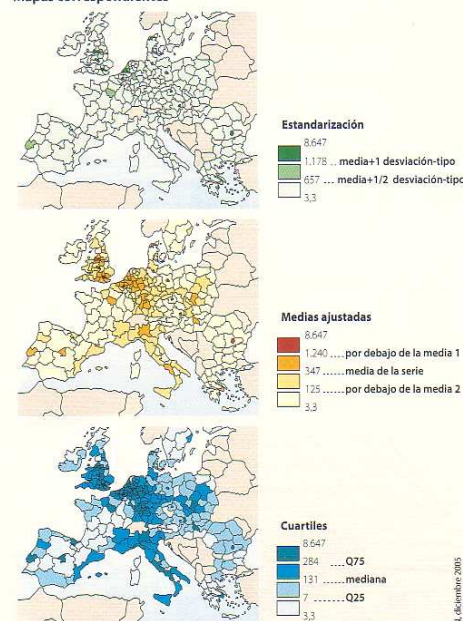 Mapas correspondientes
Estandarización
8.647
1.178 .. media+1 desviación-tipo
657 ... media+1/2 desviación-tipo
3,3
Medias ajustadas
8.647
1.240 ....por debajo de la media 1
347 ......media de la serie
125 ......por debajo de la media 2
3,3
Cuartiles
8.647
284 ....Q75
131 .....mediana
7 ......Q25
3,3
diciembre 2005